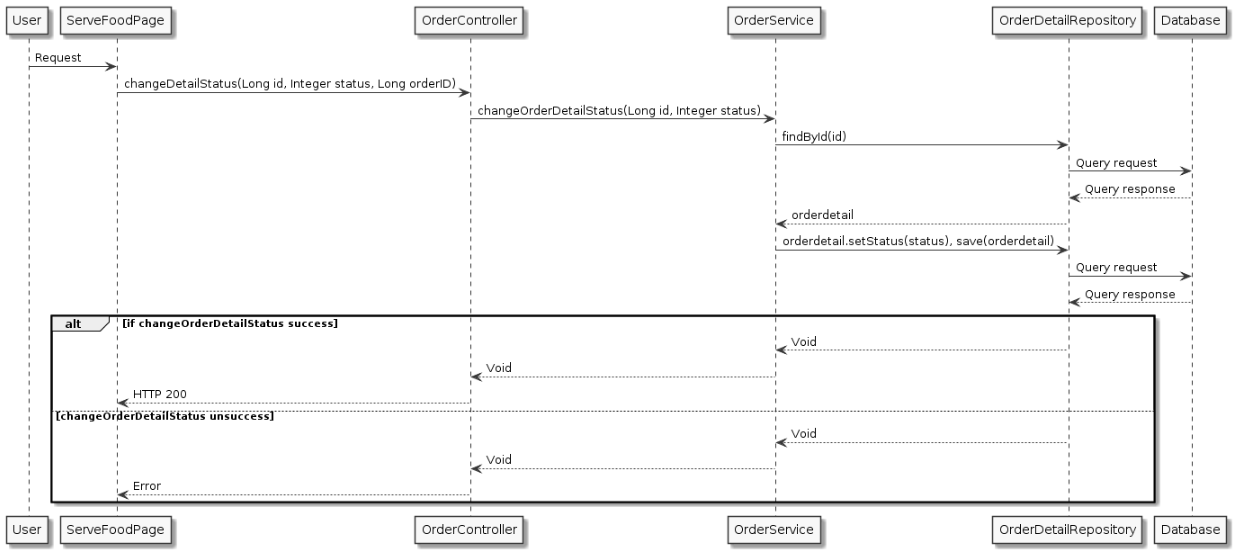 User ServeFoodPage OrderController OrderService OrderDetailRepository Database
Request
changeDetailStatus(Long id, Integer status, Long orderID)
changeOrderDetailStatus(Long id, Integer status)
findById(id)
Query request
Query response
orderdetail
orderdetail.setStatus(status), save(orderdetail)
Query request
Query response
alt [if changeOrderDetailStatus success]
Void
Void
HTTP 200
[changeOrderDetailStatus unsuccess]
Void
Void
Error
User ServeFoodPage OrderController OrderService OrderDetailRepository Database